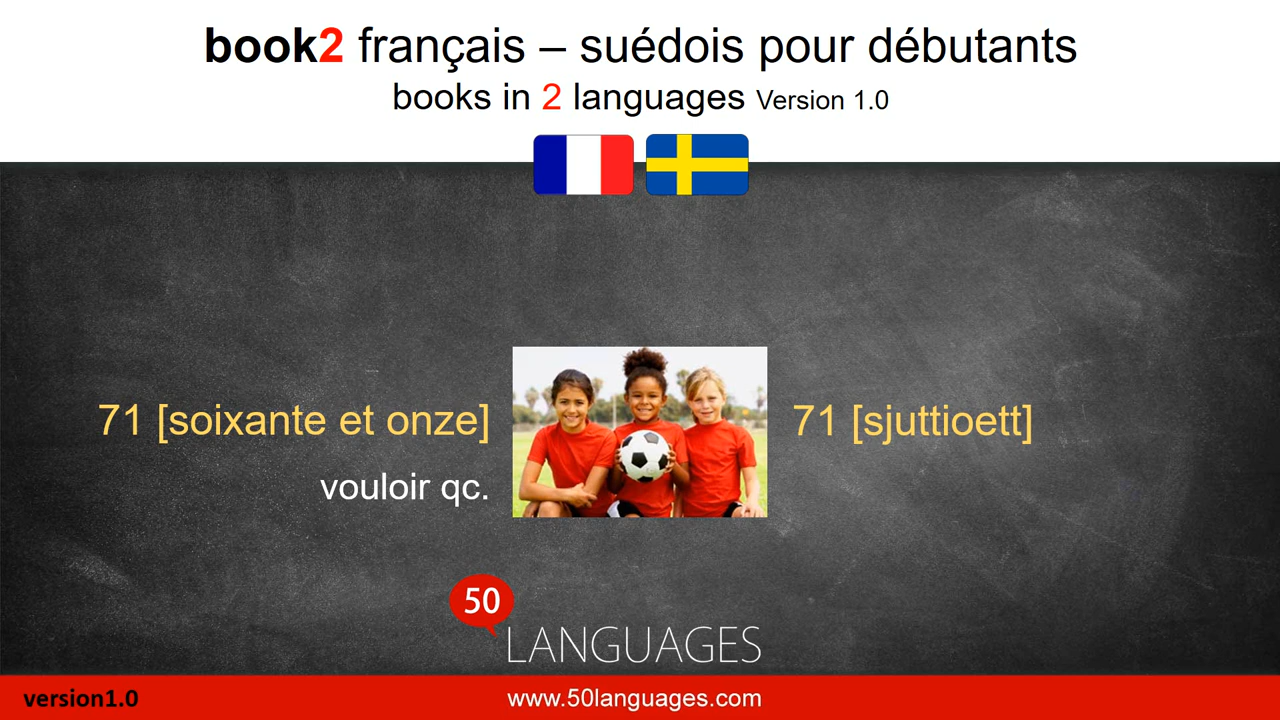 book2 français – suédois pour débutants
books in 2 languages Version 1.0
71 [soixante et onze]
vouloir qc.
71 [sjuttioett]
50
LANGUAGES
version1.0
www.50languages.com